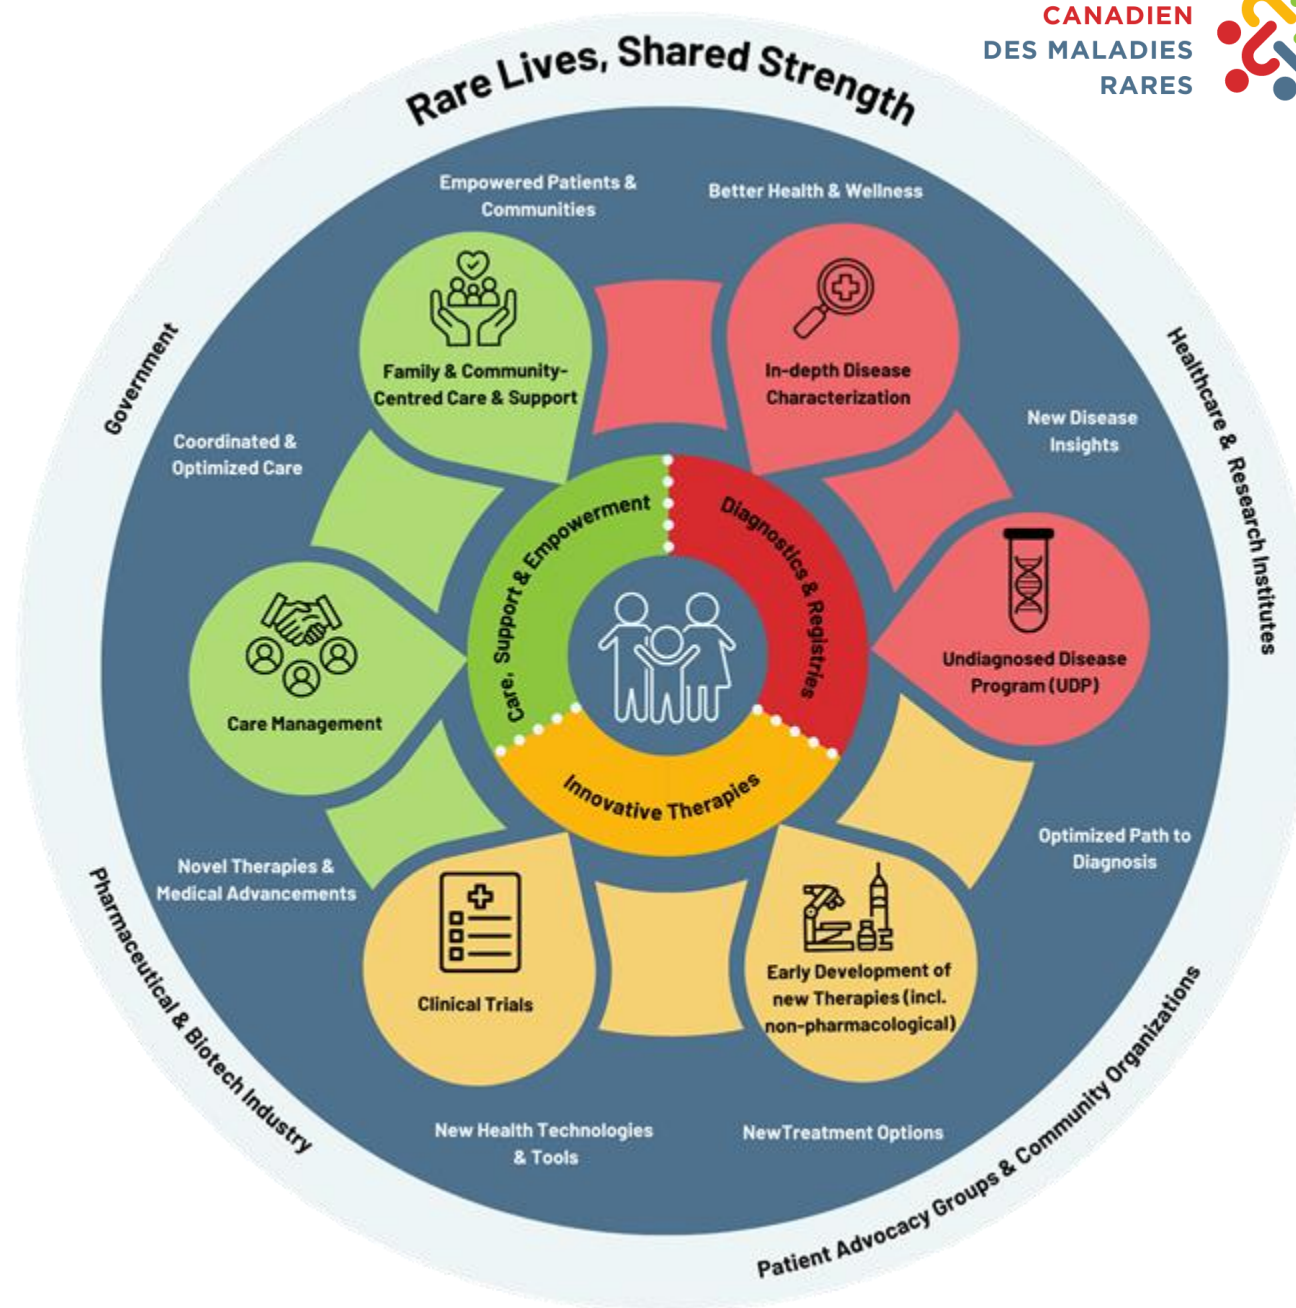 CANADIEN
DES MALADIES
RARES
Rare Lives, Shared Strength
Empowered Patients &
Communities
Better Health & Wellness
Family & Community-
Centred Care & Support
In-depth Disease
Characterization
Government
Healthcare & Research Institutes
Coordinated &
Optimized Care
New Disease
Insights
Care, Support & Empowerment
Diagnostics & Registries
Undiagnosed Disease
Program (UDP)
Care Management
Innovative Therapies
Optimized Path to
Diagnosis
Novel Therapies &
Medical Advancements
Clinical Trials
Early Development of
new Therapies (incl.
non-pharmacological)
Pharmaceutical & Biotech Industry
Patient Advocacy Groups & Community Organizations
New Health Technologies
& Tools
NewTreatment Options